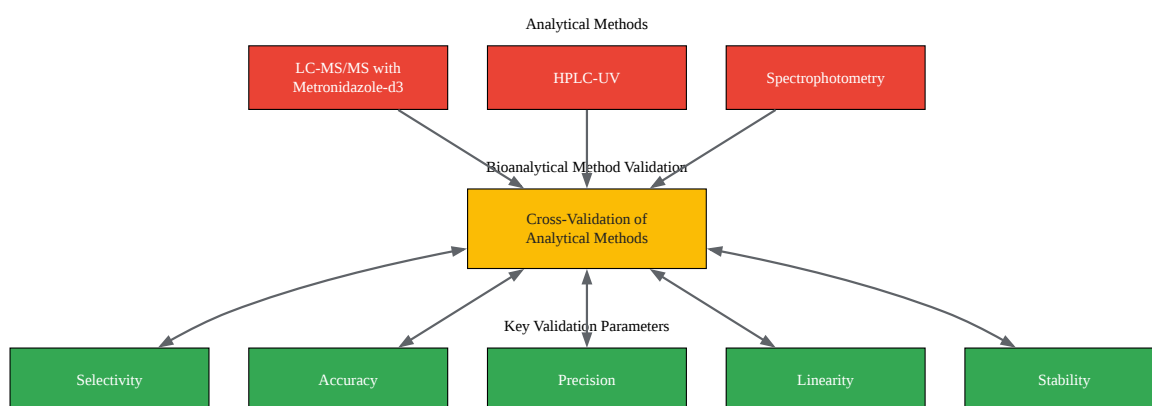 Analytical Methods
LC-MS/MS with
Metronidazole-d3
HPLC-UV
Spectrophotometry
Bioanalytical Method Validation
Cross-Validation of
Analytical Methods
Key Validation Parameters
Selectivity
Accuracy
Precision
Linearity
Stability